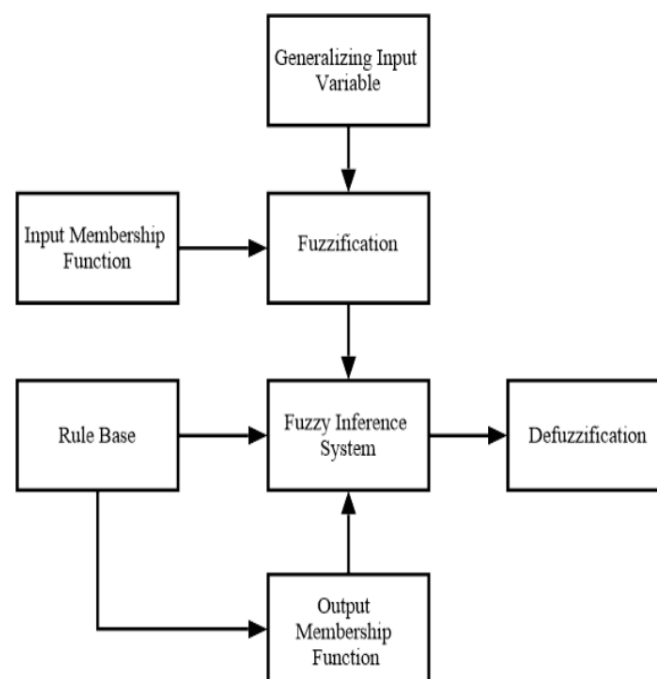 Generalizing Input
Variable
Input Membership
Function
Fuzzification
Rule Base
Fuzzy Inference
System
Defuzzification
Output
Membership
Function